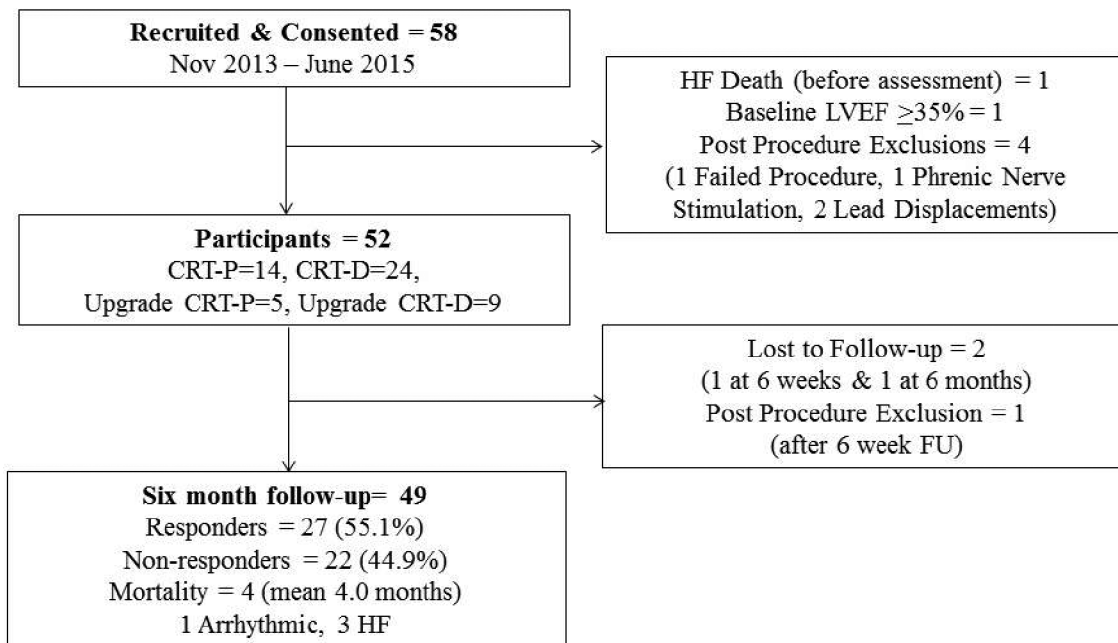 Recruited & Consented = 58
Nov 2013 – June 2015
HF Death (before assessment) = 1
Baseline LVEF ≥35% = 1
Post Procedure Exclusions = 4
(1 Failed Procedure, 1 Phrenic Nerve
Stimulation, 2 Lead Displacements)
Participants = 52
CRT-P=14, CRT-D=24,
Upgrade CRT-P=5, Upgrade CRT-D=9
Lost to Follow-up = 2
(1 at 6 weeks & 1 at 6 months)
Post Procedure Exclusion = 1
(after 6 week FU)
Six month follow-up= 49
Responders = 27 (55.1%)
Non-responders = 22 (44.9%)
Mortality = 4 (mean 4.0 months)
1 Arrhythmic, 3 HF